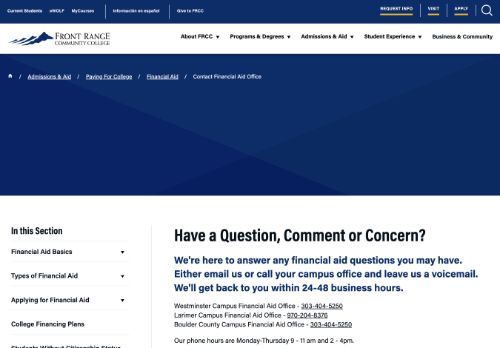 Current Students eWOLF MyCourses Información en español Give to FRCC REQUEST INFO VISIT APPLY
FRONT RANGE
COMMUNITY COLLEGE
About FRCC Programs & Degrees Admissions & Aid Student Experience Business & Community
/ Admissions & Aid / Paying For College / Financial Aid / Contact Financial Aid Office
In this Section
Financial Aid Basics
Types of Financial Aid
Applying for Financial Aid
College Financing Plans
Students Without Citizenship Status
Have a Question, Comment or Concern?
We're here to answer any financial aid questions you may have.
Either email us or call your campus office and leave us a voicemail.
We'll get back to you within 24-48 business hours.
Westminster Campus Financial Aid Office - 303-404-5250
Larimer Campus Financial Aid Office - 970-204-8376
Boulder County Campus Financial Aid Office - 303-404-5250
Our phone hours are Monday-Thursday 9 - 11 am and 2 - 4pm.